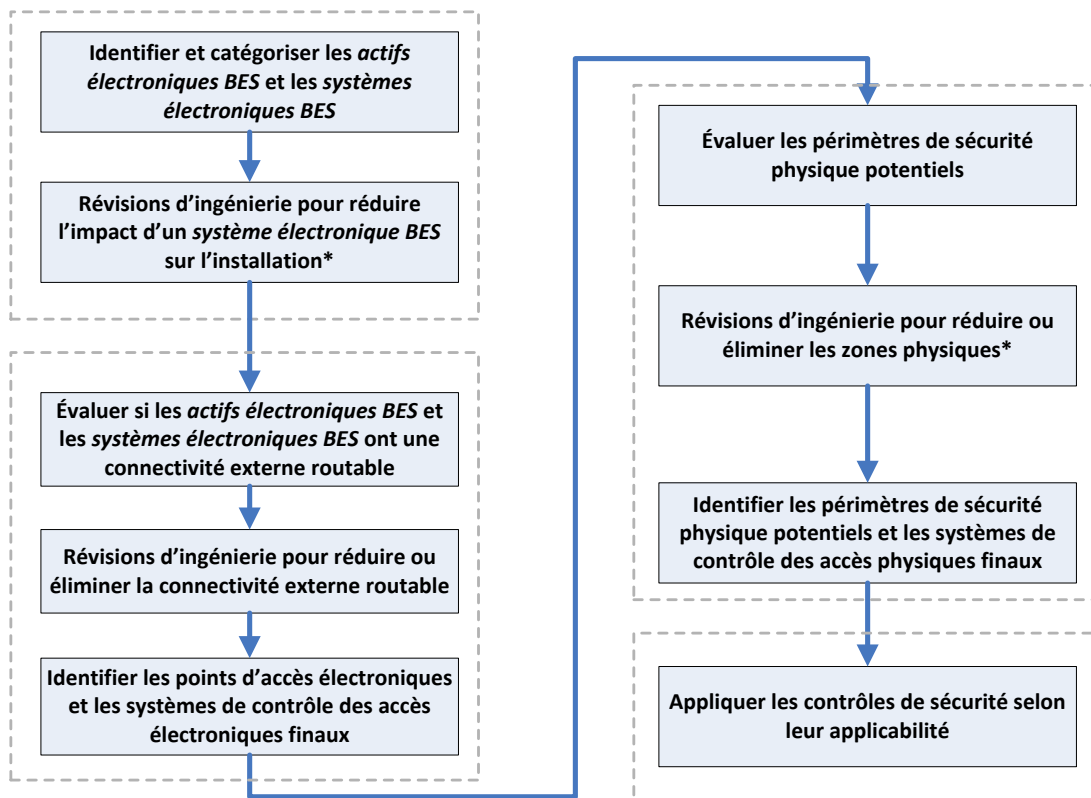 Identifier et catégoriser les actifs
électroniques BES et les systèmes
électroniques BES
Révisions d’ingénierie pour réduire
l’impact d’un système électronique BES
sur l’installation*
Évaluer si les actifs électroniques BES et
les systèmes électroniques BES ont une
connectivité externe routable
Révisions d’ingénierie pour réduire ou
éliminer la connectivité externe routable
Identifier les points d’accès électroniques
et les systèmes de contrôle des accès
électroniques finaux
Évaluer les périmètres de sécurité
physique potentiels
Révisions d’ingénierie pour réduire ou
éliminer les zones physiques*
Identifier les périmètres de sécurité
physique potentiels et les systèmes de
contrôle des accès physiques finaux
Appliquer les contrôles de sécurité selon
leur applicabilité